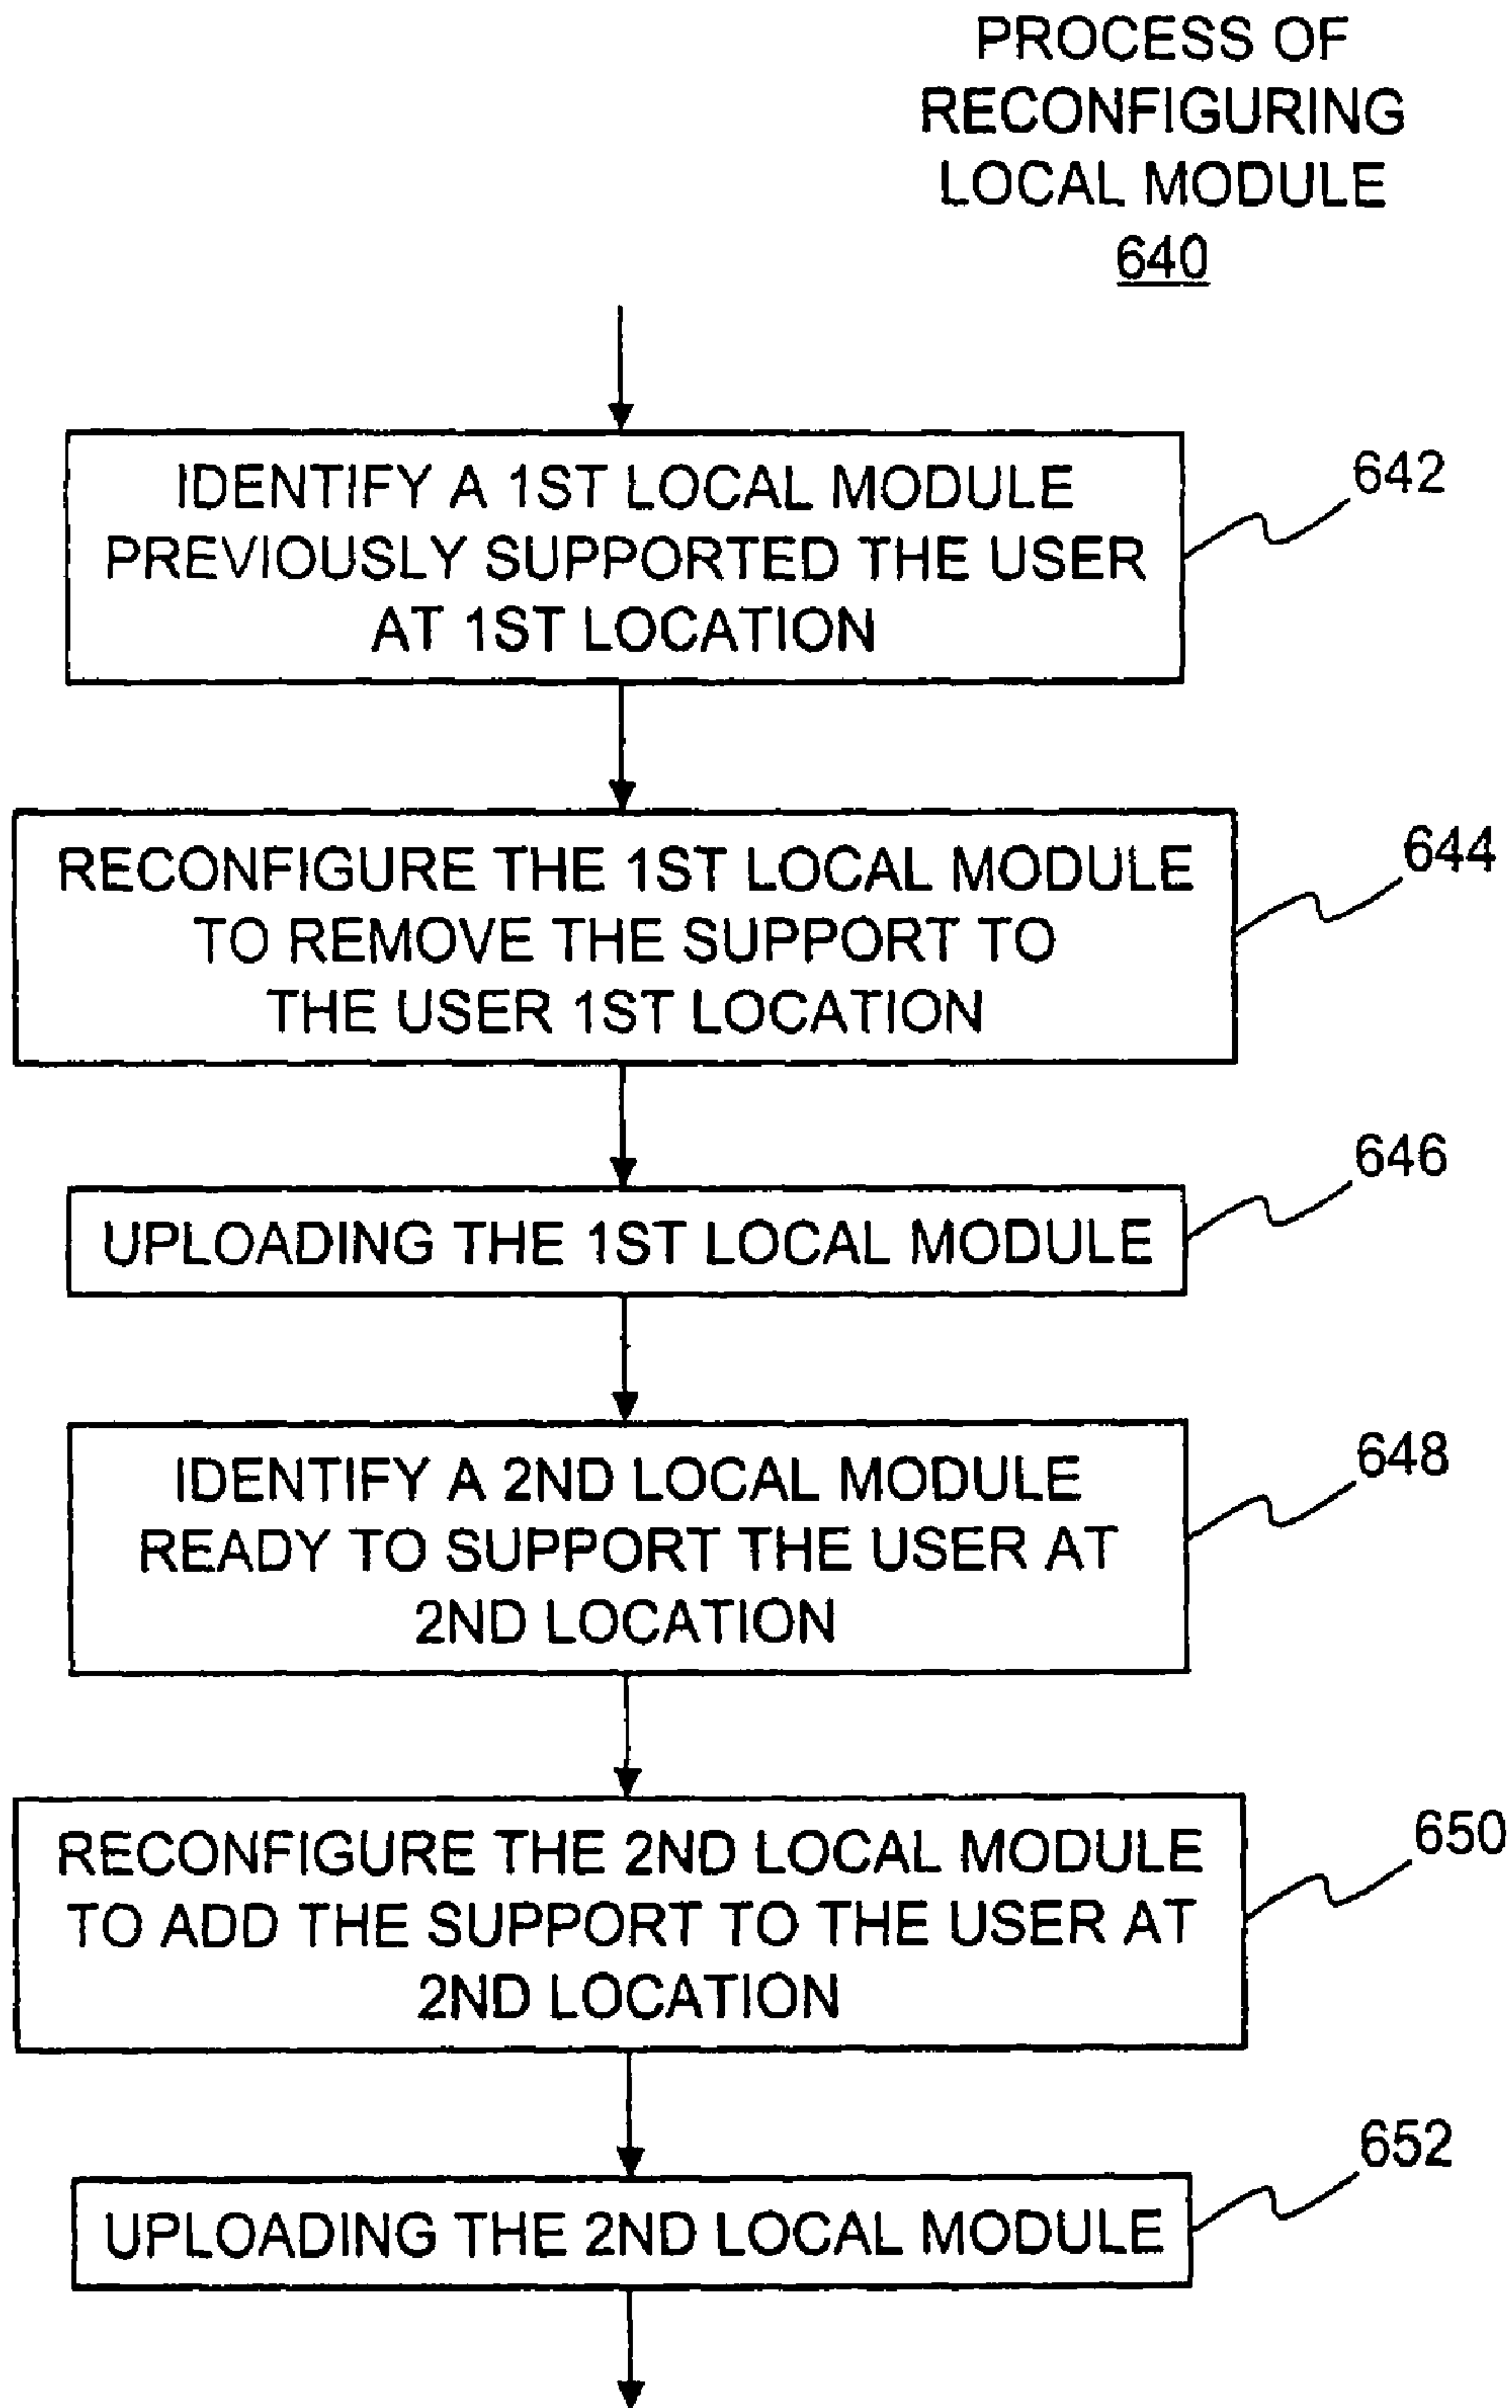 PROCESS OF
RECONFIGURING
LOCAL MODULE
640
IDENTIFY A 1ST LOCAL MODULE
PREVIOUSLY SUPPORTED THE USER
AT 1ST LOCATION
642
RECONFIGURE THE 1ST LOCAL MODULE
TO REMOVE THE SUPPORT TO
THE USER 1ST LOCATION
644
UPLOADING THE 1ST LOCAL MODULE
646
IDENTIFY A 2ND LOCAL MODULE
READY TO SUPPORT THE USER AT
2ND LOCATION
648
RECONFIGURE THE 2ND LOCAL MODULE
TO ADD THE SUPPORT TO THE USER AT
2ND LOCATION
650
UPLOADING THE 2ND LOCAL MODULE
652